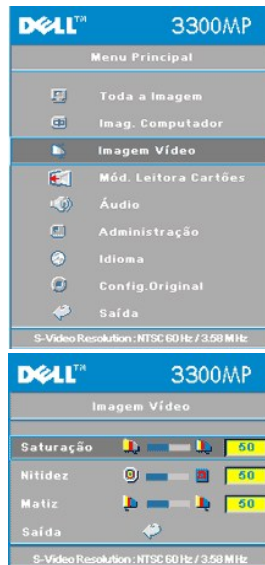 DELL™ 3300MP
Menu Principal
Toda a Imagem
Imag. Computador
Imagem Vídeo
Mód. Leitora Cartões
Áudio
Administração
Idioma
Config.Original
Saída
S-Video Resolution : NTSC 60 Hz / 3.58 MHz
DELL™ 3300MP
Imagem Vídeo
Saturação 50
Nitidez 50
Matiz 50
Saída
S-Video Resolution : NTSC 60 Hz / 3.58 MHz